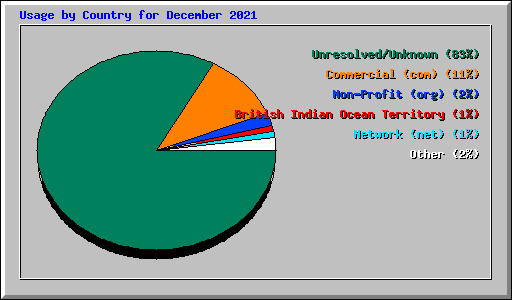 Usage by Country for December 2021
Unresolved/Unknown (83%)
Commercial (com) (11%)
Non-Profit (org) (2%)
British Indian Ocean Territory (1%)
Network (net) (1%)
Other (2%)